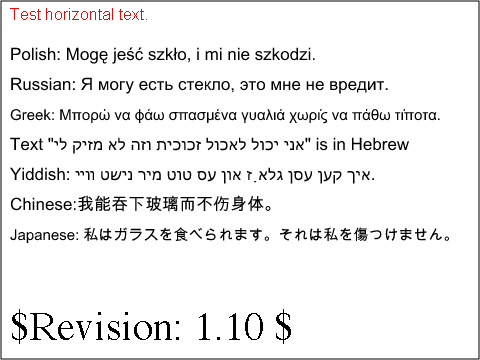 Test horizontal text.
Polish: Mogę jeść szkło, i mi nie szkodzi.
Russian: Я могу есть стекло, это мне не вредит.
Greek: Μπορώ να φάω σπασμένα γυαλιά χωρίς να πάθω τίποτα.
Text "אני יכול לאכול זכוכית וזה לא מזיק לי" is in Hebrew
Yiddish: איך קען עסן גלאָז און עס טוט מיר נישט וויי.
Chinese:我能吞下玻璃而不伤身体。
Japanese: 私はガラスを食べられます。それは私を傷つけません。
$Revision: 1.10 $